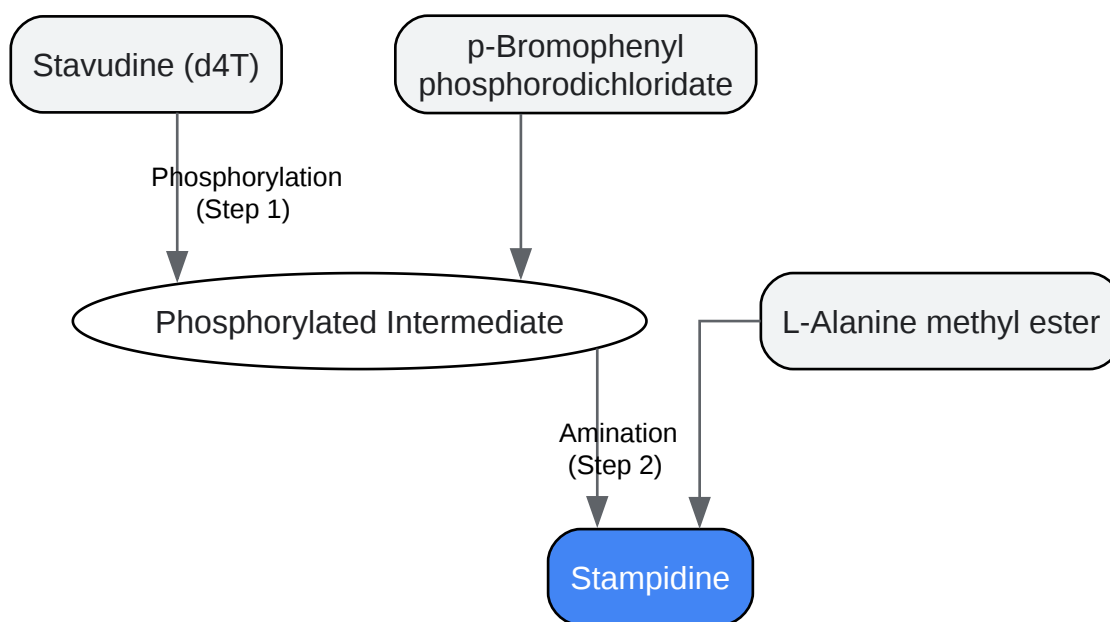 Stavudine (d4T)
p-Bromophenyl
phosphorodichloridate
Phosphorylation
(Step 1)
Phosphorylated Intermediate
L-Alanine methyl ester
Amination
(Step 2)
Stampidine